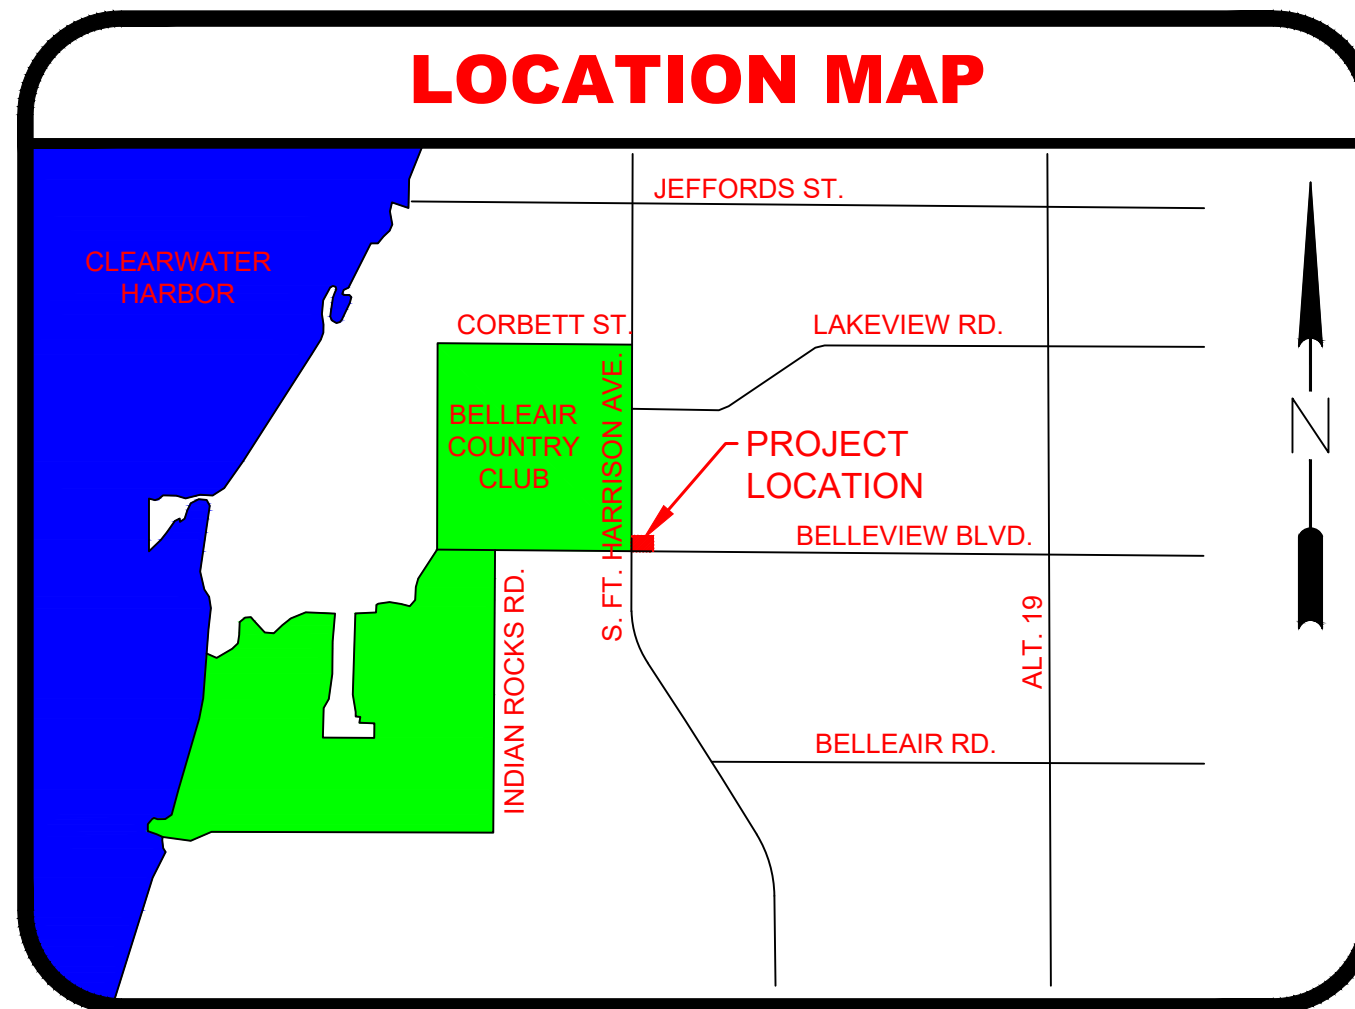 LOCATION MAP
JEFFORDS ST.
CLEARWATER
HARBOR
CORBETT ST.
LAKEVIEW RD.
S. FT. HARRISON AVE.
BELLEAIR
COUNTRY
CLUB
PROJECT
LOCATION
N
BELLEVIEW BLVD.
INDIAN ROCKS RD.
ALT. 19
BELLEAIR RD.